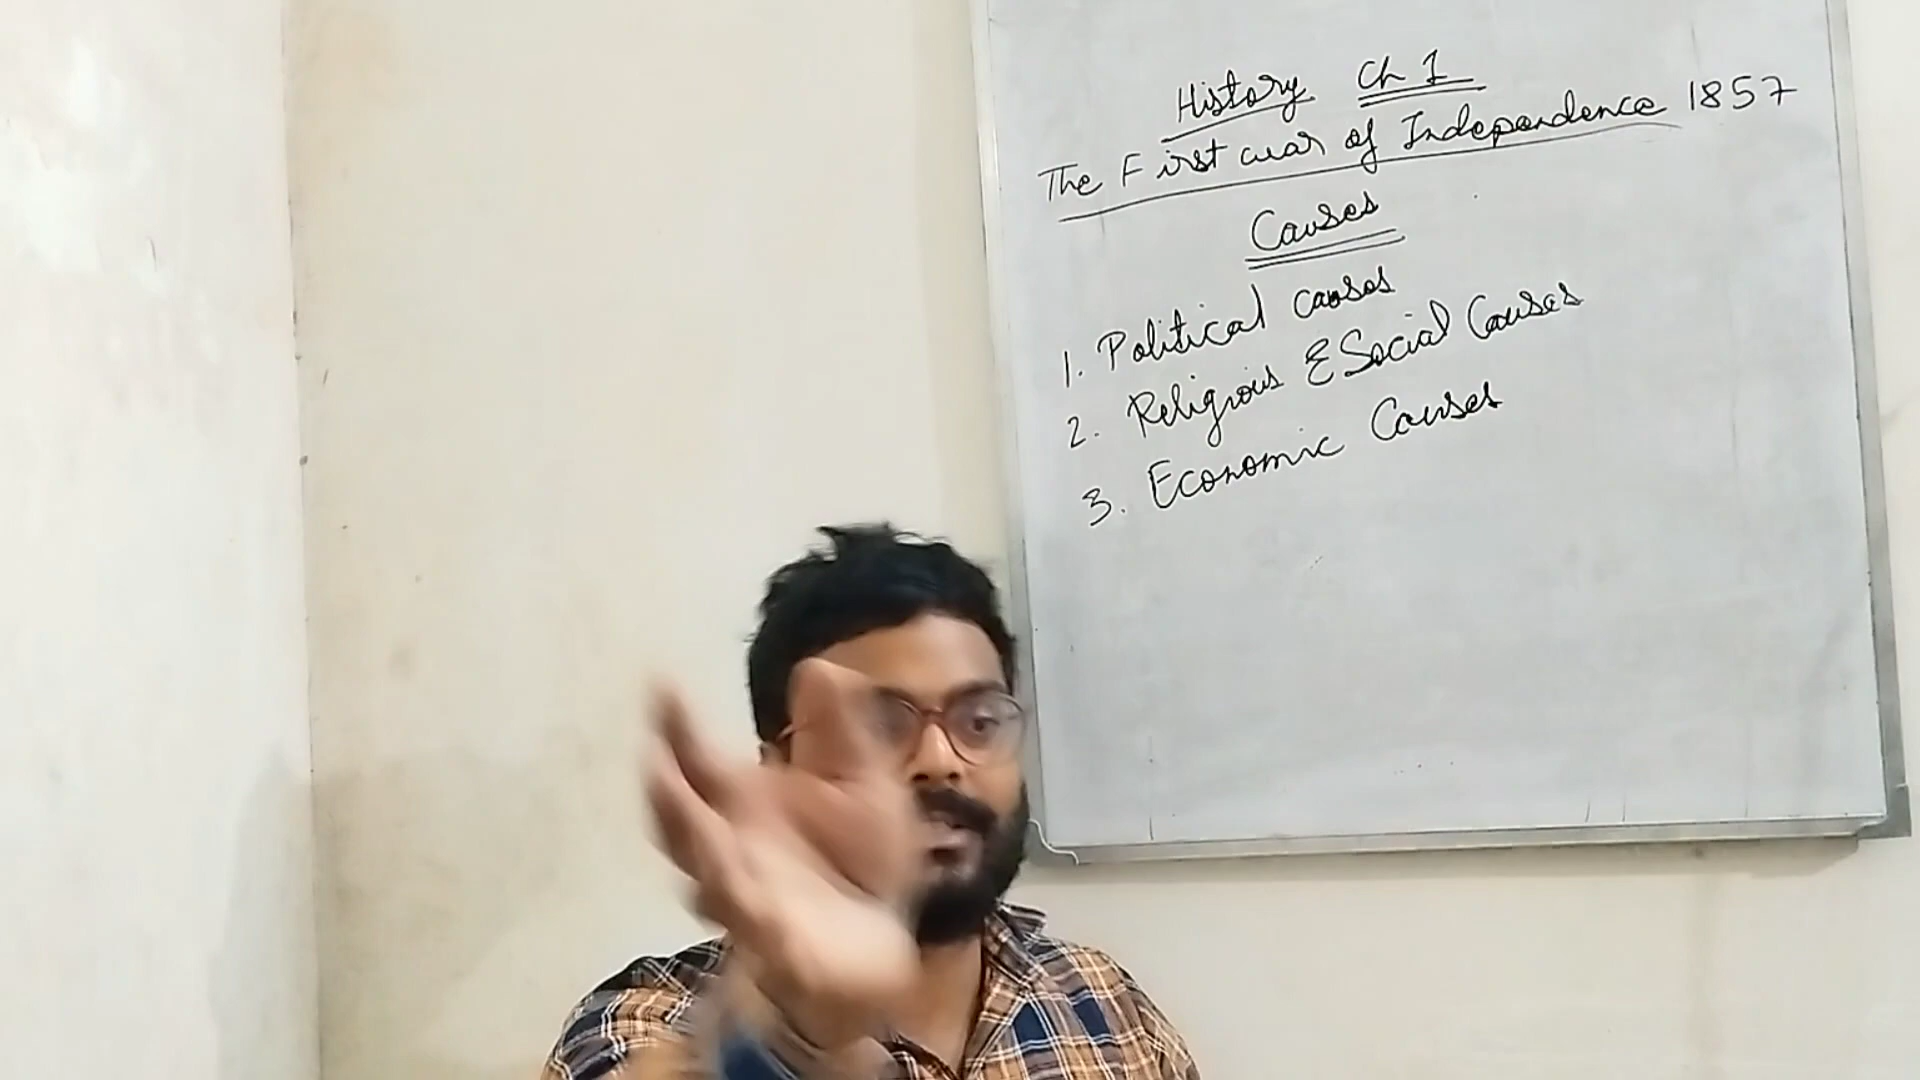 History Ch 1
The First war of Independence 1857
Causes
1. Political causes
2. Religious & Social Causes
3. Economic Causes